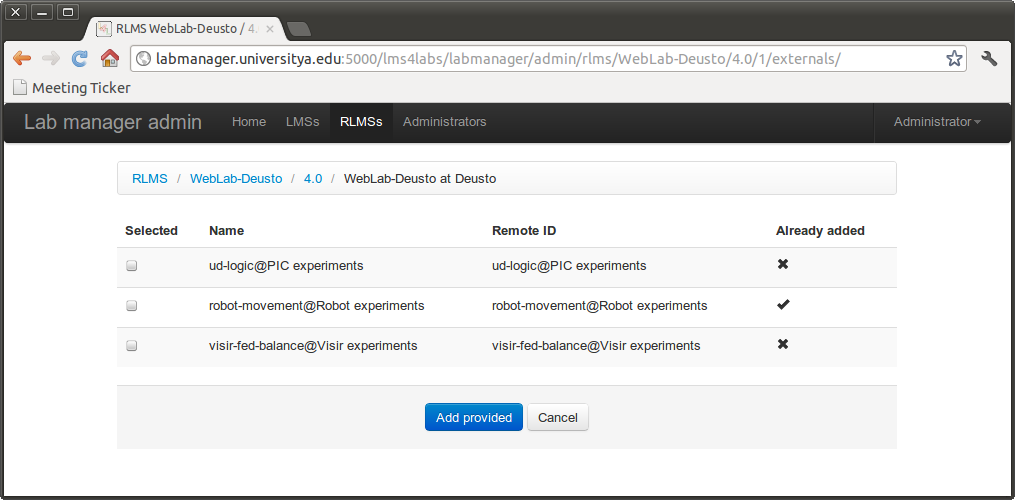 RLMS WebLab-Deusto / 4.
labmanager.universitya.edu:5000/lms4labs/labmanager/admin/rlms/WebLab-Deusto/4.0/1/externals/
Meeting Ticker
Lab manager admin Home LMSs RLMSs Administrators Administrator
RLMS / WebLab-Deusto / 4.0 / WebLab-Deusto at Deusto
Selected Name Remote ID Already added
ud-logic@PIC experiments ud-logic@PIC experiments
robot-movement@Robot experiments robot-movement@Robot experiments
visir-fed-balance@Visir experiments visir-fed-balance@Visir experiments
Add provided Cancel